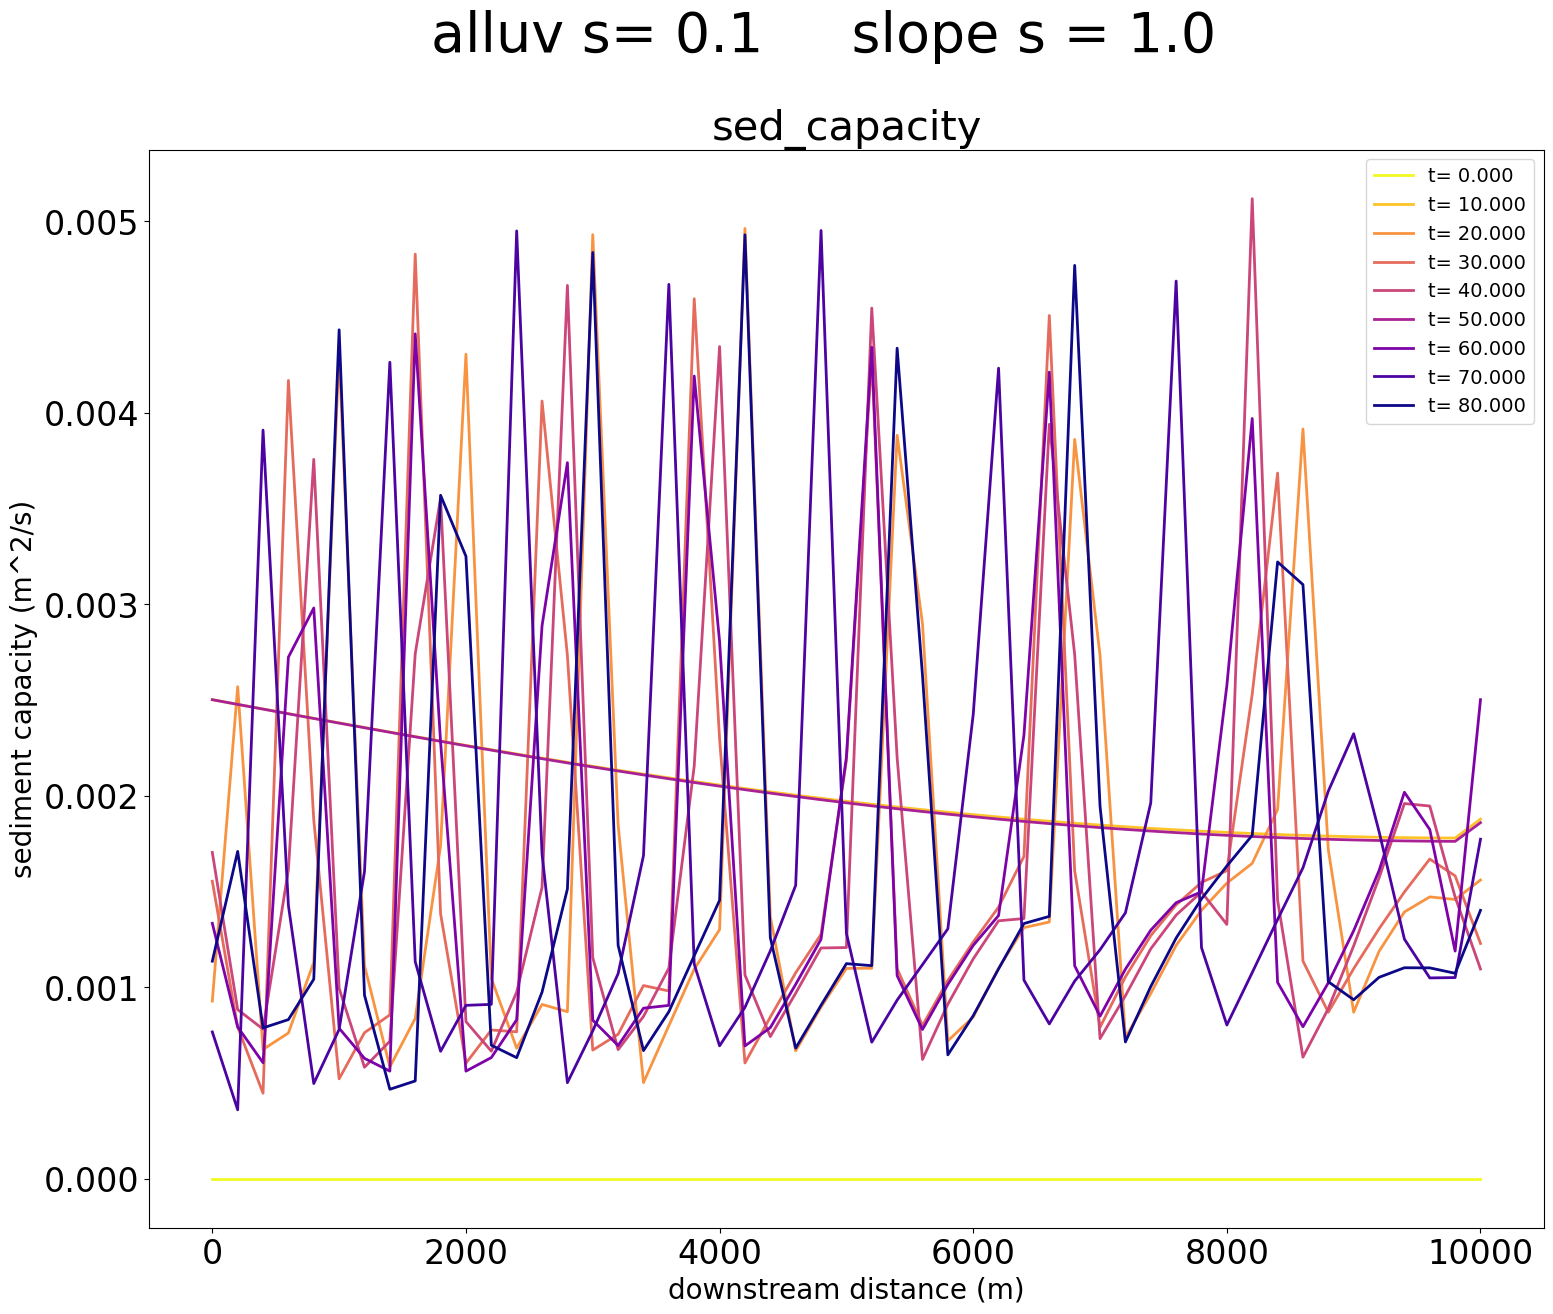 alluv s= 0.1     slope s = 1.0
sed_capacity
t= 0.000
t= 10.000
t= 20.000
t= 30.000
t= 40.000
t= 50.000
t= 60.000
t= 70.000
t= 80.000
sediment capacity (m^2/s)
0.005
0.004
0.003
0.002
0.001
0.000
0 2000 4000 6000 8000 10000
downstream distance (m)